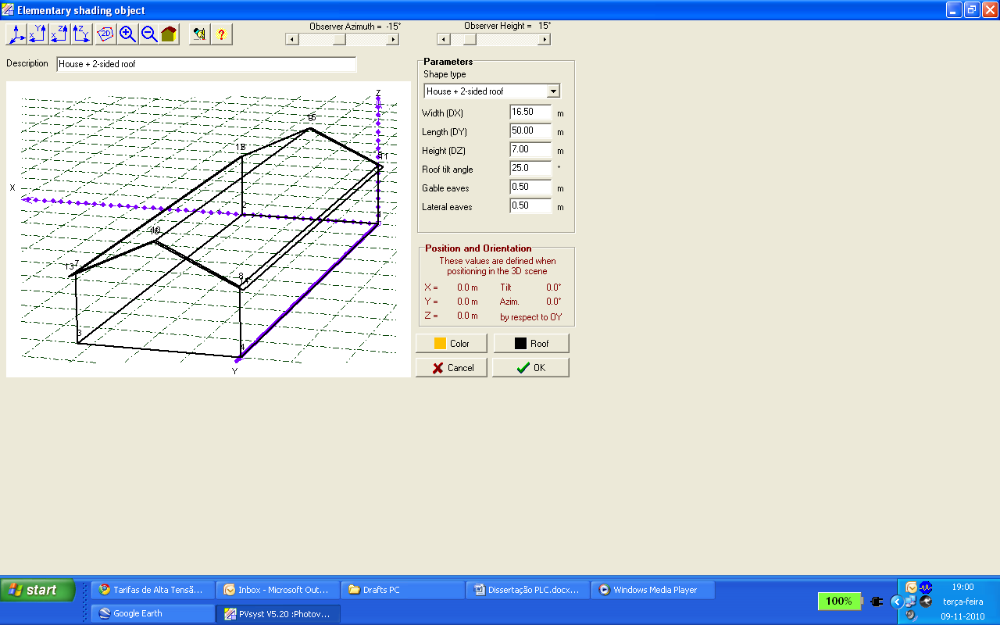 Elementary shading object
Observer Azimuth = -15°
Observer Height = 15°
Description House + 2-sided roof
Parameters
Shape type
House + 2-sided roof
Width (DX) 16.50 m
Length (DY) 50.00 m
Height (DZ) 7.00 m
Roof tilt angle 25.0 °
Gable eaves 0.50 m
Lateral eaves 0.50 m
Position and Orientation
These values are defined when
positioning in the 3D scene
X = 0.0 m Tilt 0.0°
Y = 0.0 m Azim. 0.0°
Z = 0.0 m by respect to OY
Color Roof
Cancel OK
Z
X
13 7
8
3
4
Y
2D
start
Tarifas de Alta Tensã...
Inbox - Microsoft Out...
Drafts PC
Dissertação PLC.docx...
Windows Media Player
Google Earth
PVsyst V5.20 :Photov...
100%
19:00
terça-feira
09-11-2010